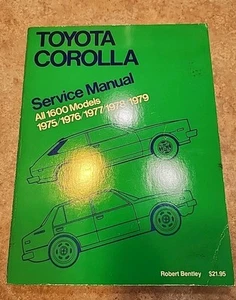 TOYOTA
COROLLA
Service Manual
All 1600 Models
1975/1976/1977/1978/1979
Robert Bentley $21.95